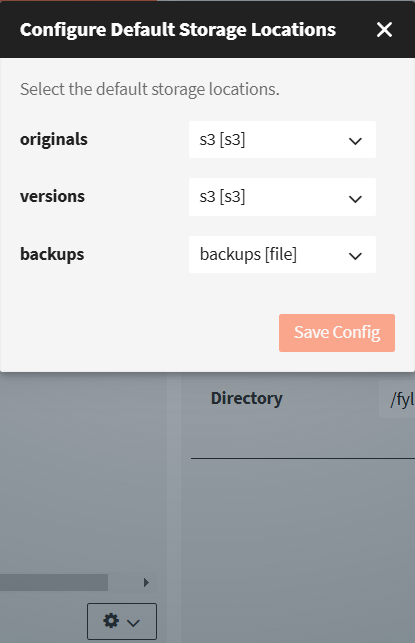 Configure Default Storage Locations
Select the default storage locations.
originals
s3 [s3]
versions
s3 [s3]
backups
backups [file]
Save Config
Directory
/fyl